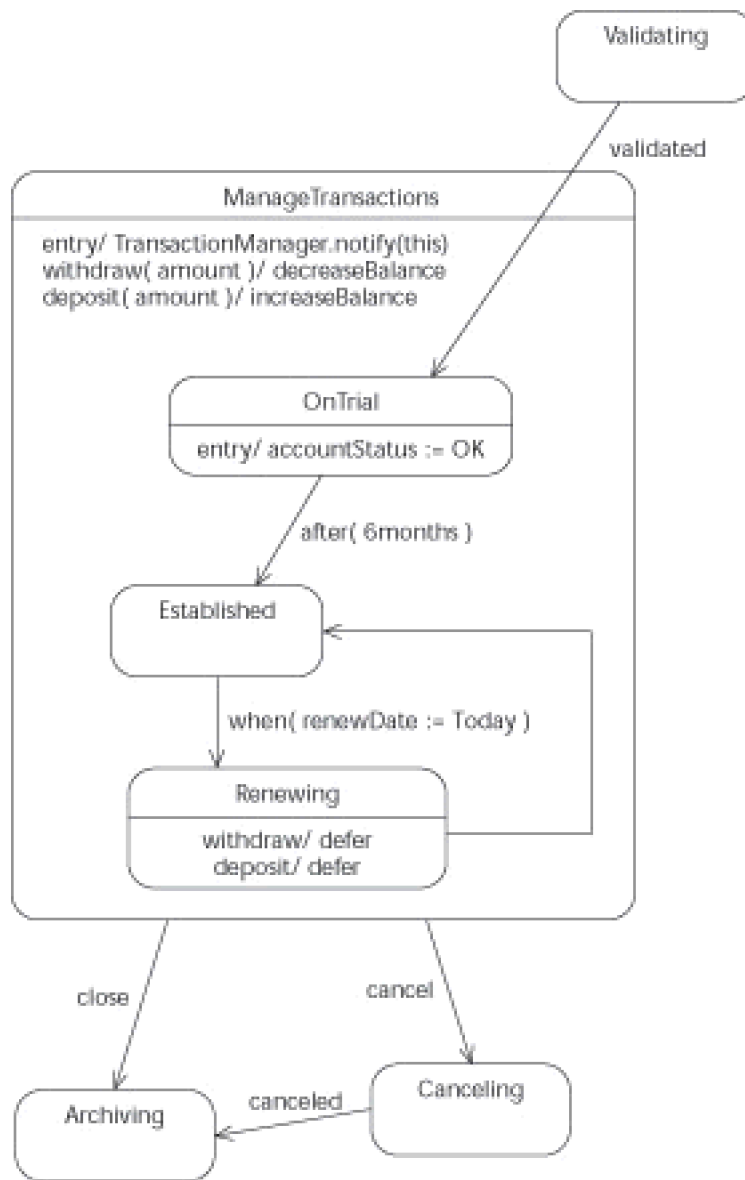 Validating
validated
ManageTransactions
entry/ TransactionManager.notify(this)
withdraw( amount )/ decreaseBalance
deposit( amount )/ increaseBalance
OnTrial
entry/ accountStatus := OK
after( 6months )
Established
when( renewDate := Today )
Renewing
withdraw/ defer
deposit/ defer
close
cancel
Archiving
canceled
Canceling